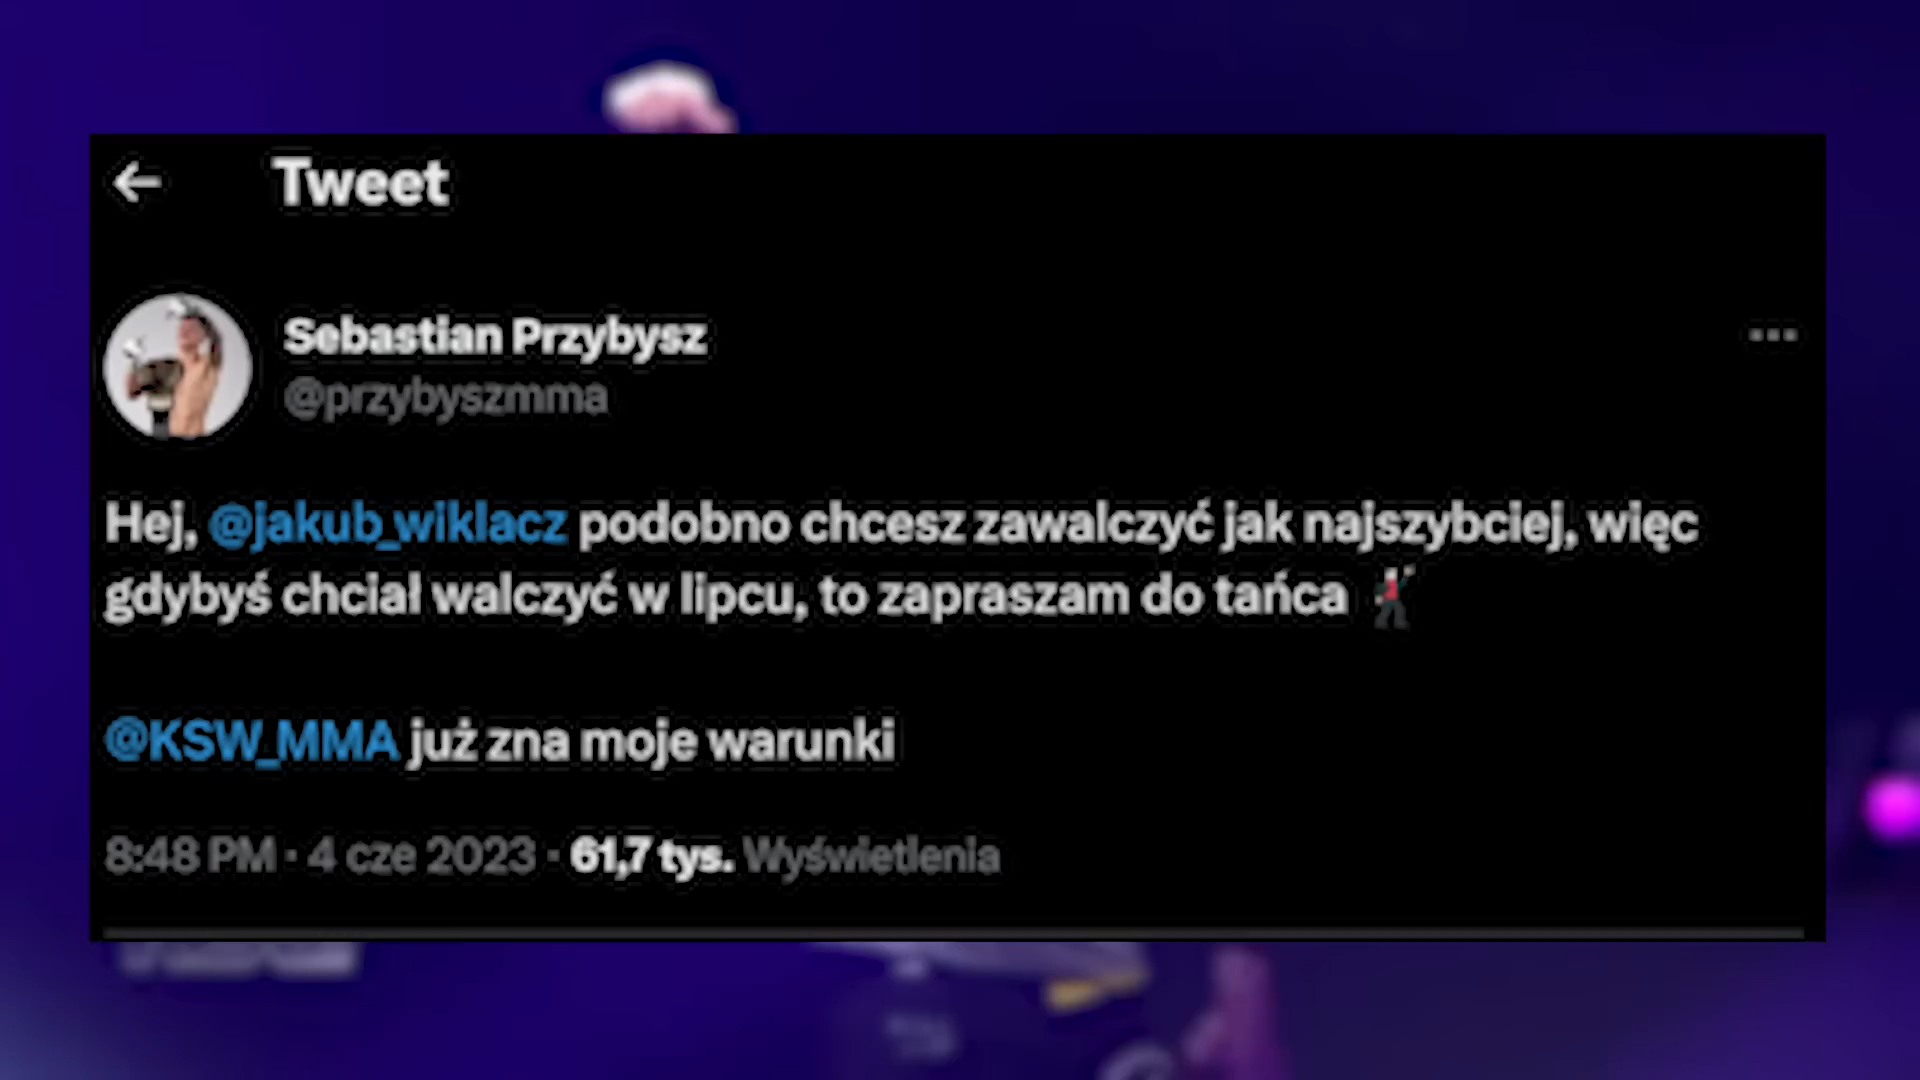 Tweet
Sebastian Przybysz
@przybyszmma
Hej, @jakub_wiklacz podobno chcesz zawalczyć jak najszybciej, więc
gdybyś chciał walczyć w lipcu, to zapraszam do tańca 🕺
@KSW_MMA już zna moje warunki
8:48 PM · 4 cze 2023 · 61,7 tys. Wyświetlenia